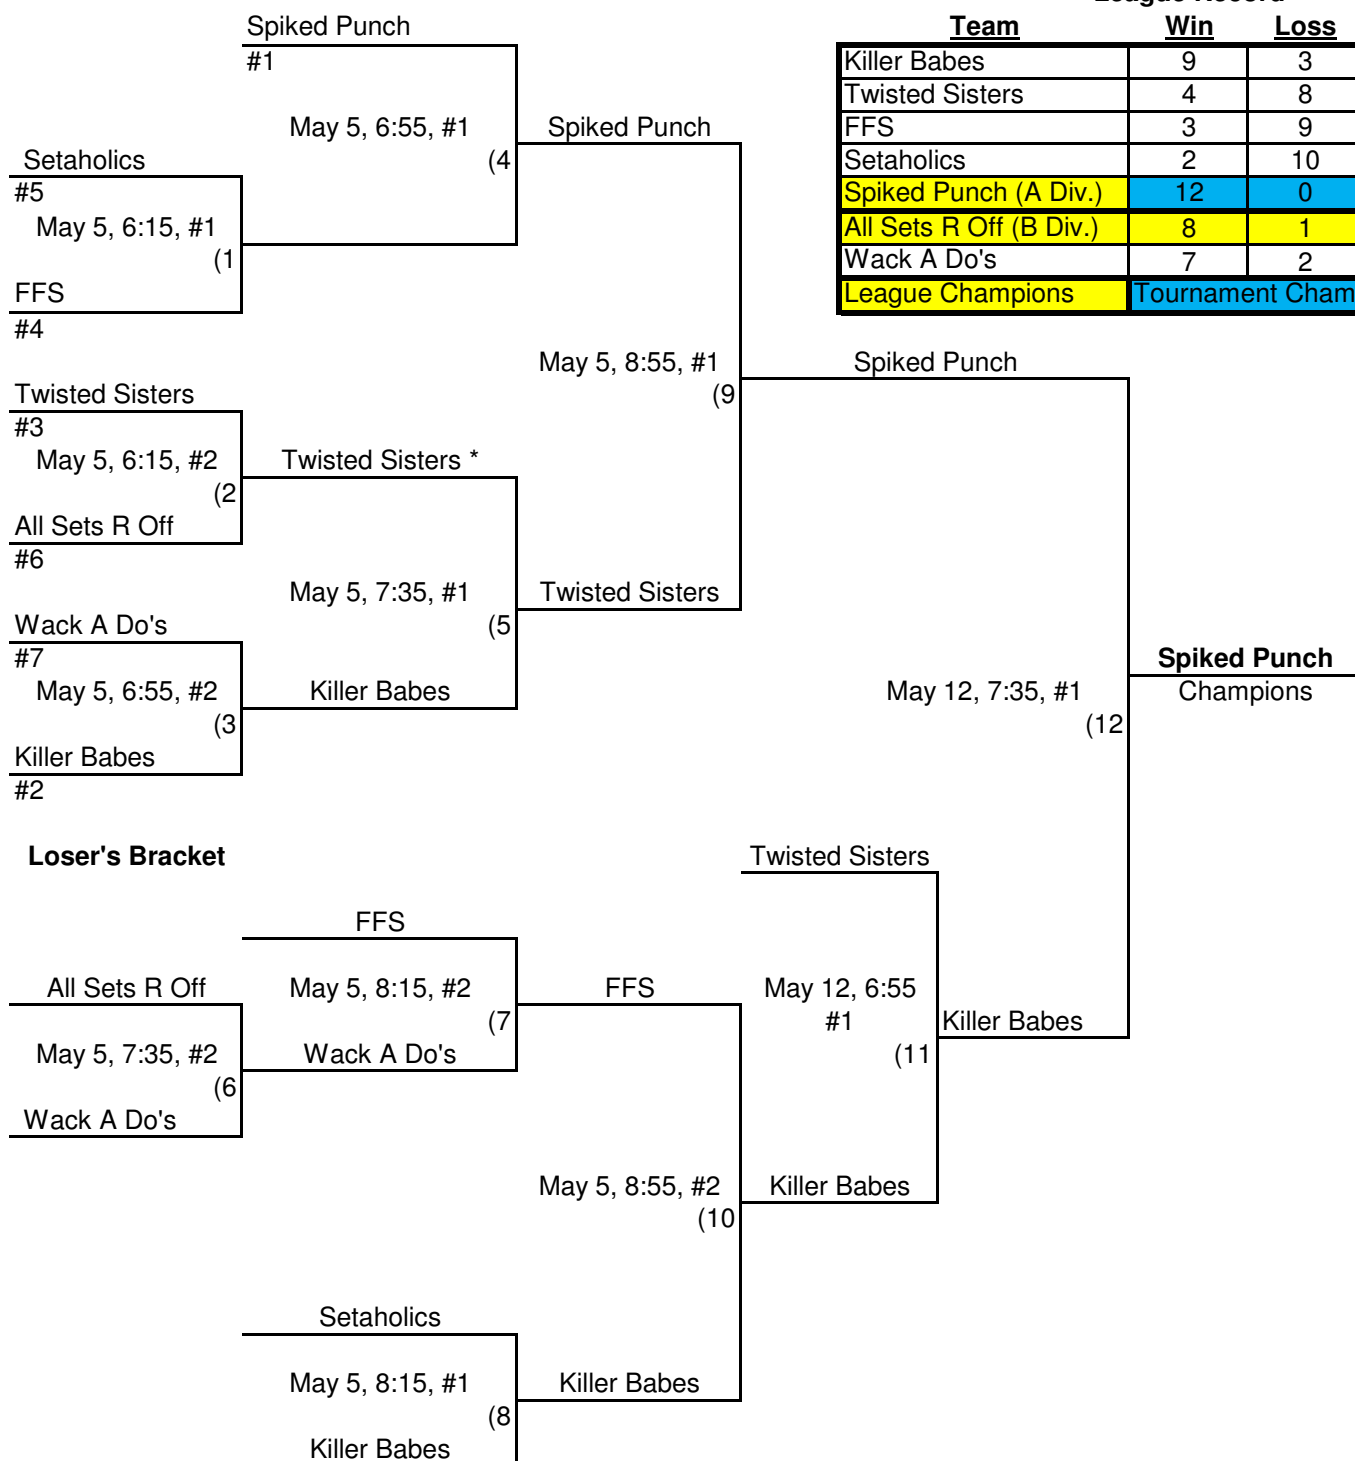 League Record
Spiked Punch
Team Win Loss
#1
Killer Babes 9 3
Twisted Sisters 4 8
May 5, 6:55, #1 Spiked Punch
FFS 3 9
Setaholics (4
Setaholics 2 10
#5
Spiked Punch (A Div.) 12 0
May 5, 6:15, #1
All Sets R Off (B Div.) 8 1
(1
Wack A Do's 7 2
FFS
League Champions Tournament Cham
#4
May 5, 8:55, #1 Spiked Punch
Twisted Sisters (9
#3
May 5, 6:15, #2 Twisted Sisters *
(2
All Sets R Off
#6
May 5, 7:35, #1 Twisted Sisters
Wack A Do's (5
#7 Spiked Punch
May 5, 6:55, #2 Killer Babes May 12, 7:35, #1 Champions
(3 (12
Killer Babes
#2
Loser's Bracket Twisted Sisters
FFS
All Sets R Off May 5, 8:15, #2 FFS May 12, 6:55
(7 #1 Killer Babes
May 5, 7:35, #2 Wack A Do's (11
(6
Wack A Do's
May 5, 8:55, #2 Killer Babes
(10
Setaholics
May 5, 8:15, #1 Killer Babes
(8
Killer Babes